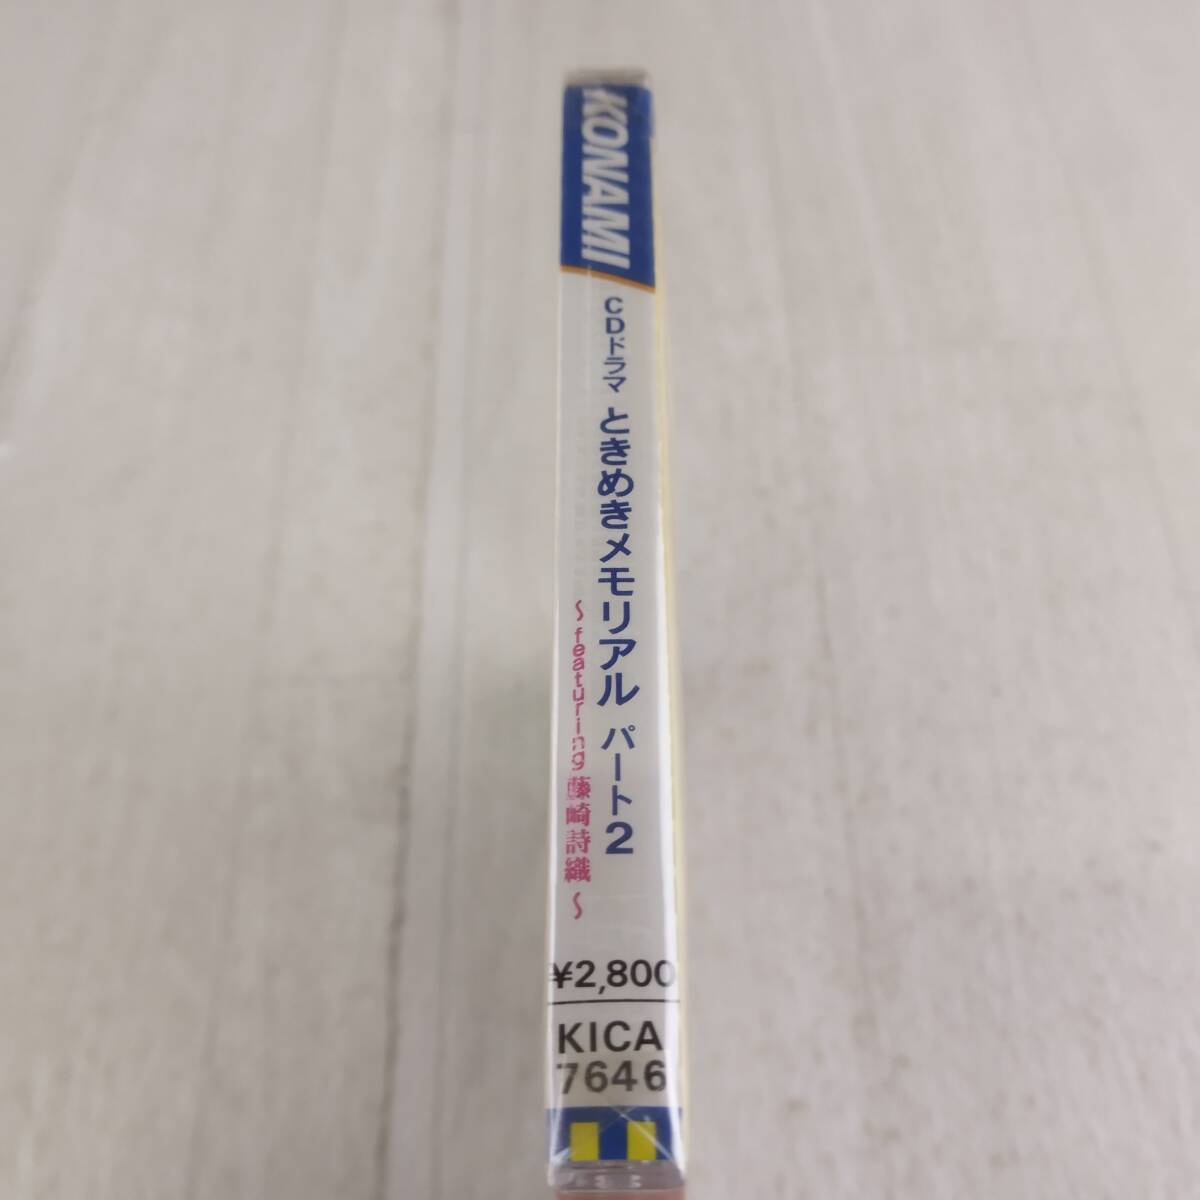 KONAMI
CDドラマ ときめきメモリアル パート2
～featuring藤崎詩織～
¥2,800
KICA
7646